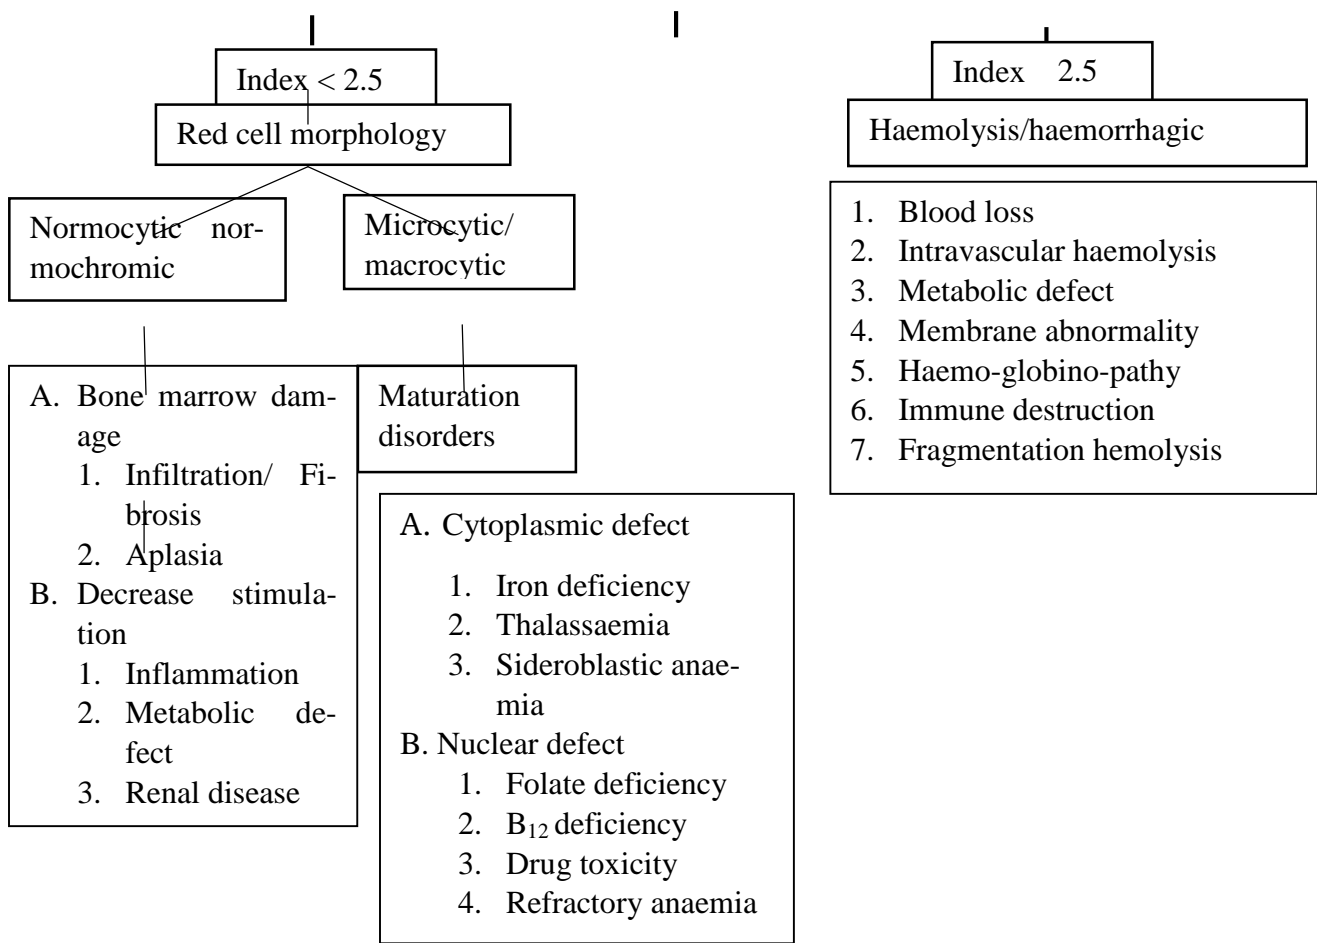 Index < 2.5
Red cell morphology
Normocytic nor-
mochromic
Microcytic/
macrocytic
A. Bone marrow dam-
age
1. Infiltration/ Fi-
brosis
2. Aplasia
B. Decrease stimula-
tion
1. Inflammation
2. Metabolic de-
fect
3. Renal disease
Maturation
disorders
A. Cytoplasmic defect
1. Iron deficiency
2. Thalassaemia
3. Sideroblastic anae-
mia
B. Nuclear defect
1. Folate deficiency
2. B₁₂ deficiency
3. Drug toxicity
4. Refractory anaemia
Index 2.5
Haemolysis/haemorrhagic
1. Blood loss
2. Intravascular haemolysis
3. Metabolic defect
4. Membrane abnormality
5. Haemo-globino-pathy
6. Immune destruction
7. Fragmentation hemolysis